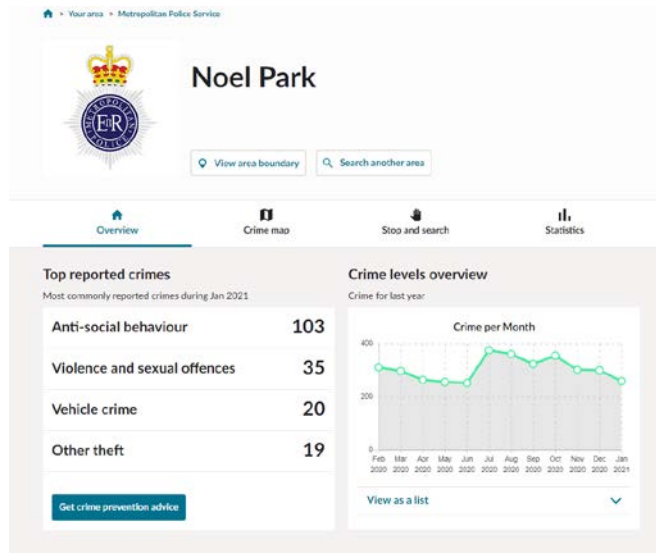 > Your area > Metropolitan Police Service
METROPOLITAN
EIIR
POLICE
Noel Park
View area boundary
Search another area
Overview
Crime map
Stop and search
Statistics
Top reported crimes
Most commonly reported crimes during Jan 2021
Anti-social behaviour 103
Violence and sexual offences 35
Vehicle crime 20
Other theft 19
Get crime prevention advice
Crime levels overview
Crime for last year
Crime per Month
400
200
0
Feb Mar Apr May Jun Jul Aug Sep Oct Nov Dec Jan
2020 2020 2020 2020 2020 2020 2020 2020 2020 2020 2020 2021
View as a list